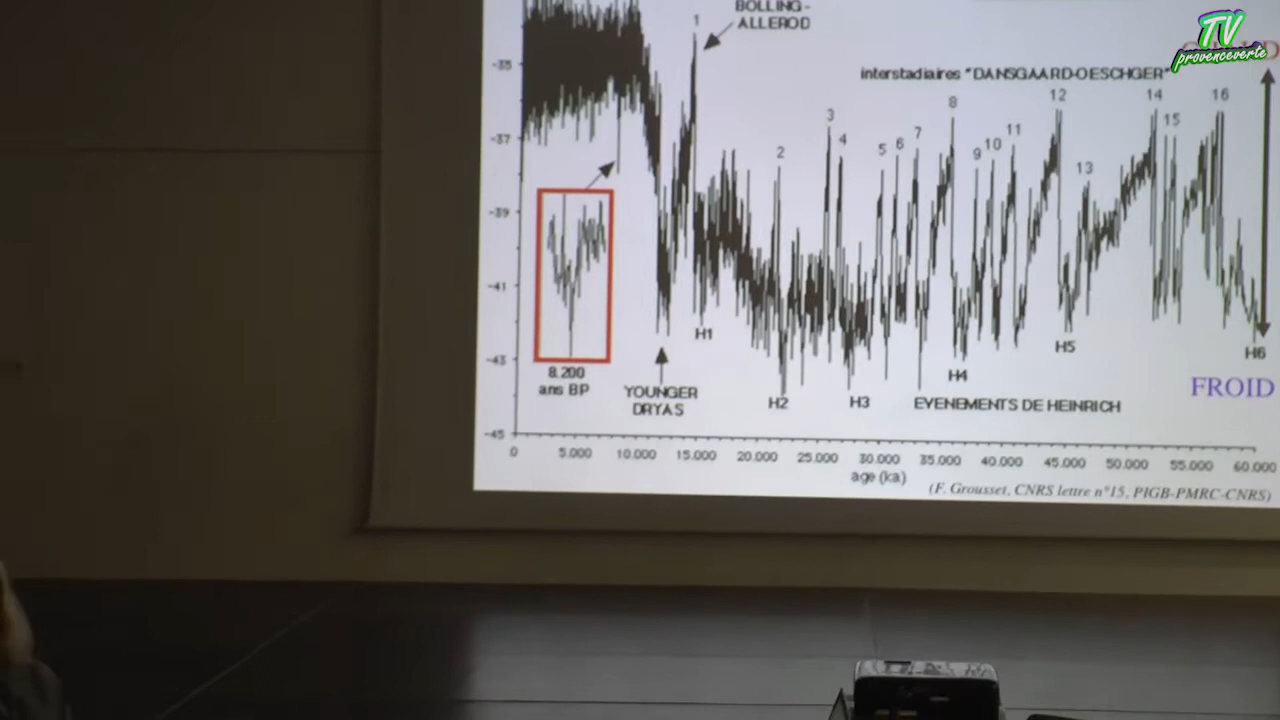 BOLLING-
ALLEROD
TV
provenceverte
interstadiaires "DANSGAARD-OESCHGER"
1
2
3
4
5
6
7
8
9
10
11
12
13
14
15
16
-35
-37
-39
-41
-43
-45
8.200
ans BP
YOUNGER
DRYAS
H1
H2
H3
H4
H5
H6
FROID
EVENEMENTS DE HEINRICH
0
5.000
10.000
15.000
20.000
25.000
30.000
35.000
40.000
45.000
50.000
55.000
60.000
age (ka)
(F. Grousset, CNRS lettre n°15, PIGB-PMRC-CNRS)